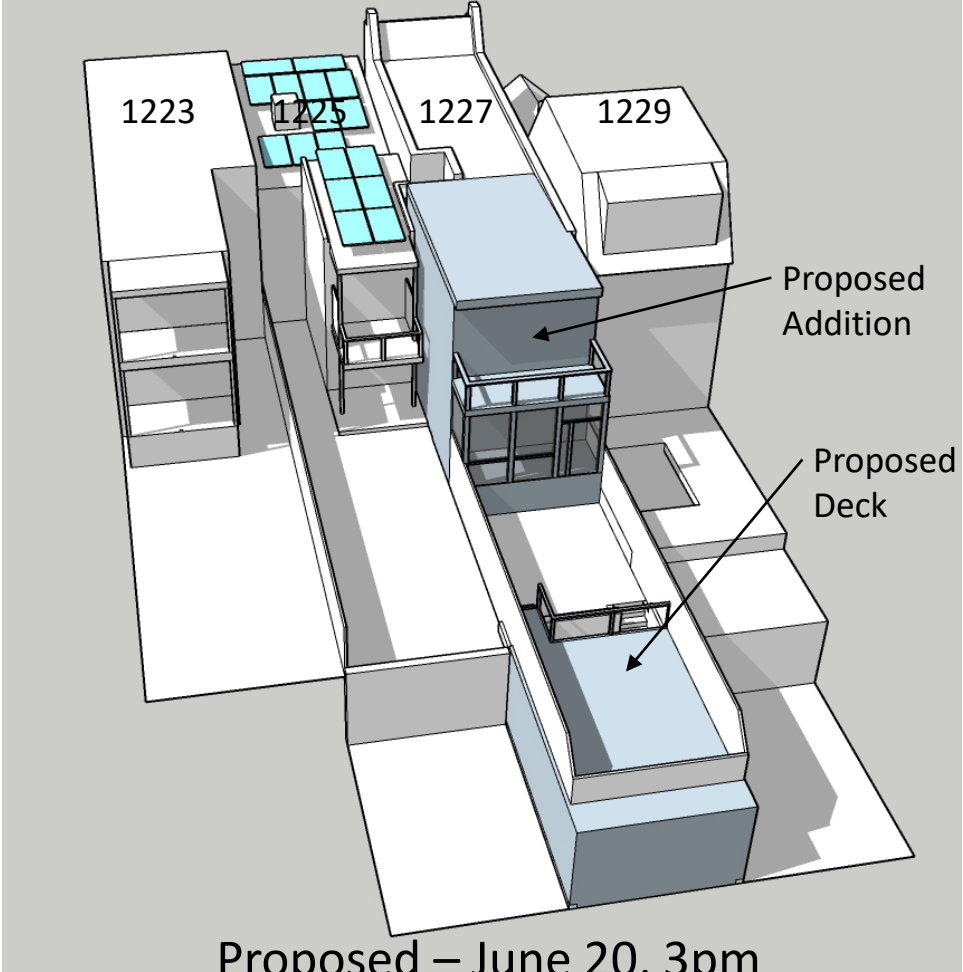 1223
1225
1227
1229
Proposed
Addition
Proposed
Deck
Proposed – June 20, 3pm